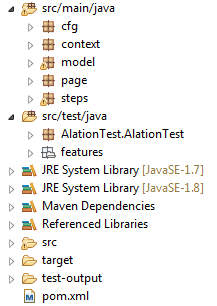 src/main/java
cfg
context
model
page
steps
src/test/java
AlationTest.AlationTest
features
JRE System Library [JavaSE-1.7]
JRE System Library [JavaSE-1.8]
Maven Dependencies
Referenced Libraries
src
target
test-output
pom.xml